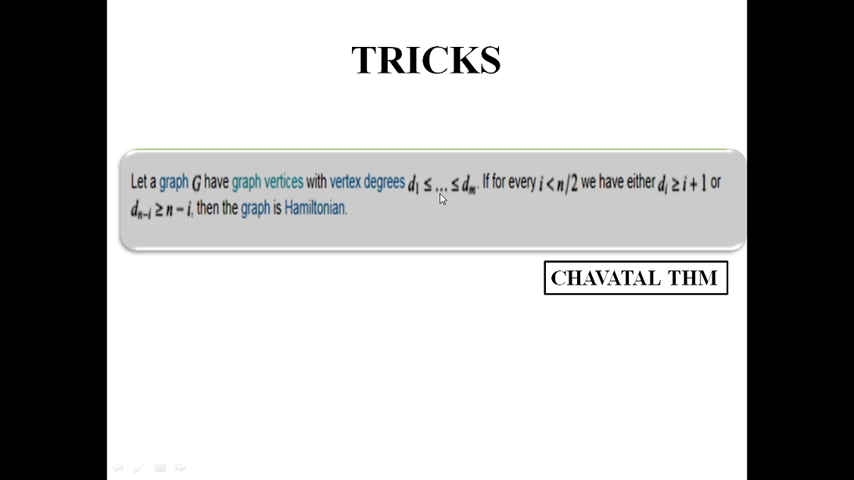 TRICKS
Let a graph G have graph vertices with vertex degrees d₁ ≤ ... ≤ dₘ. If for every i < n/2 we have either dᵢ ≥ i + 1 or
dₙ₋ᵢ ≥ n − i, then the graph is Hamiltonian.
CHAVATAL THM